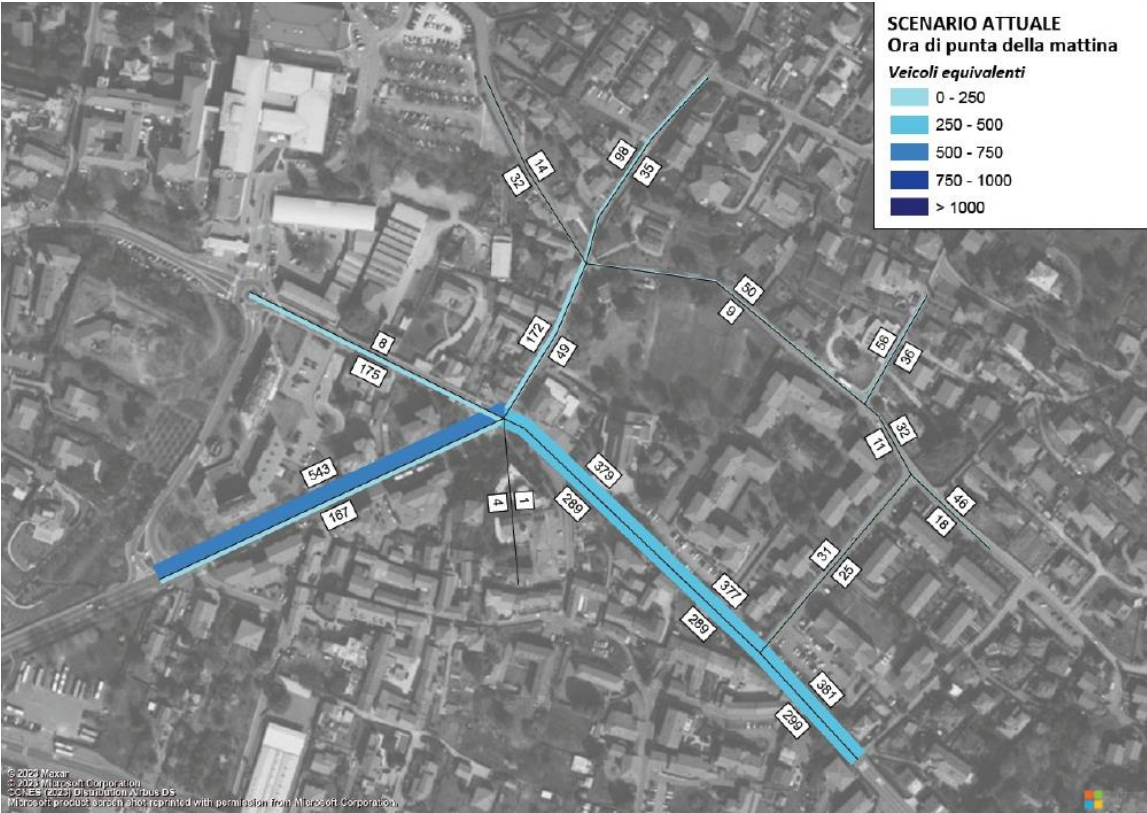 SCENARIO ATTUALE
Ora di punta della mattina
Veicoli equivalenti
0 - 250
250 - 500
500 - 750
750 - 1000
> 1000
14
32
98
35
50
9
172
49
8
175
56
36
32
11
543
167
379
289
4
1
46
18
31
25
377
289
381
299
© 2023 Maxar
© 2023 Microsoft Corporation
©CNES (2023) Distribution Airbus DS
Microsoft product screen shot reprinted with permission from Microsoft Corporation.